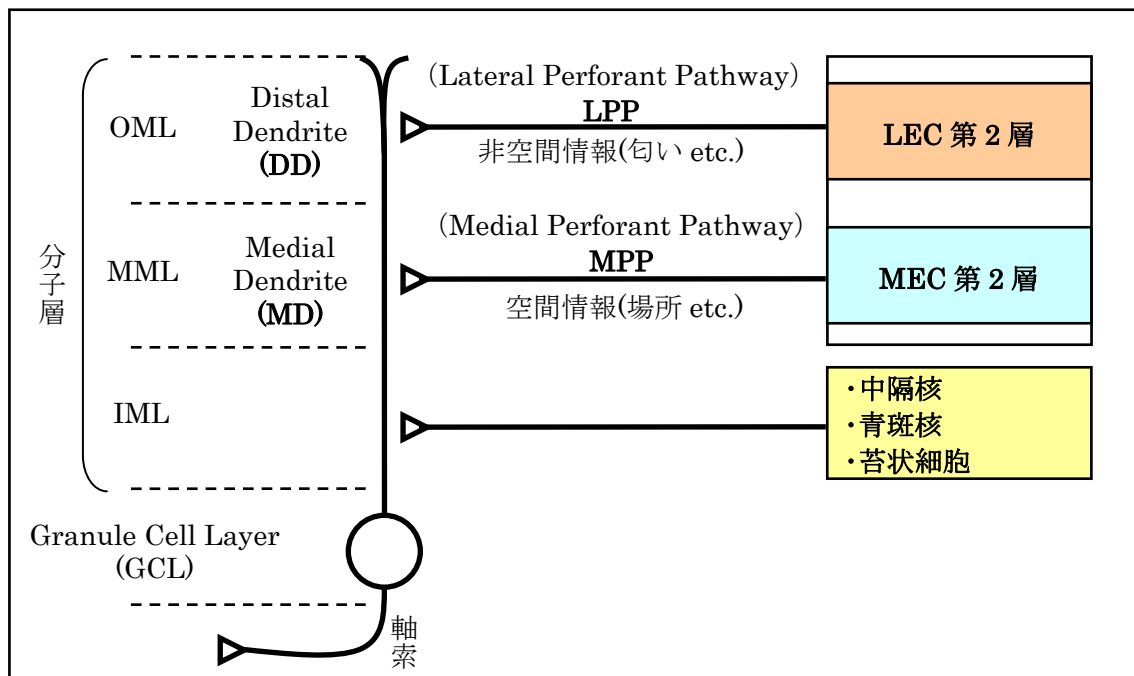 (Lateral Perforant Pathway)
LPP
非空間情報(匂い etc.)
LEC 第 2 層
OML
Distal
Dendrite
(DD)
(Medial Perforant Pathway)
MPP
空間情報(場所 etc.)
MEC 第 2 層
分子層
MML
Medial
Dendrite
(MD)
IML
・中隔核
・青斑核
・苔状細胞
Granule Cell Layer
(GCL)
軸索